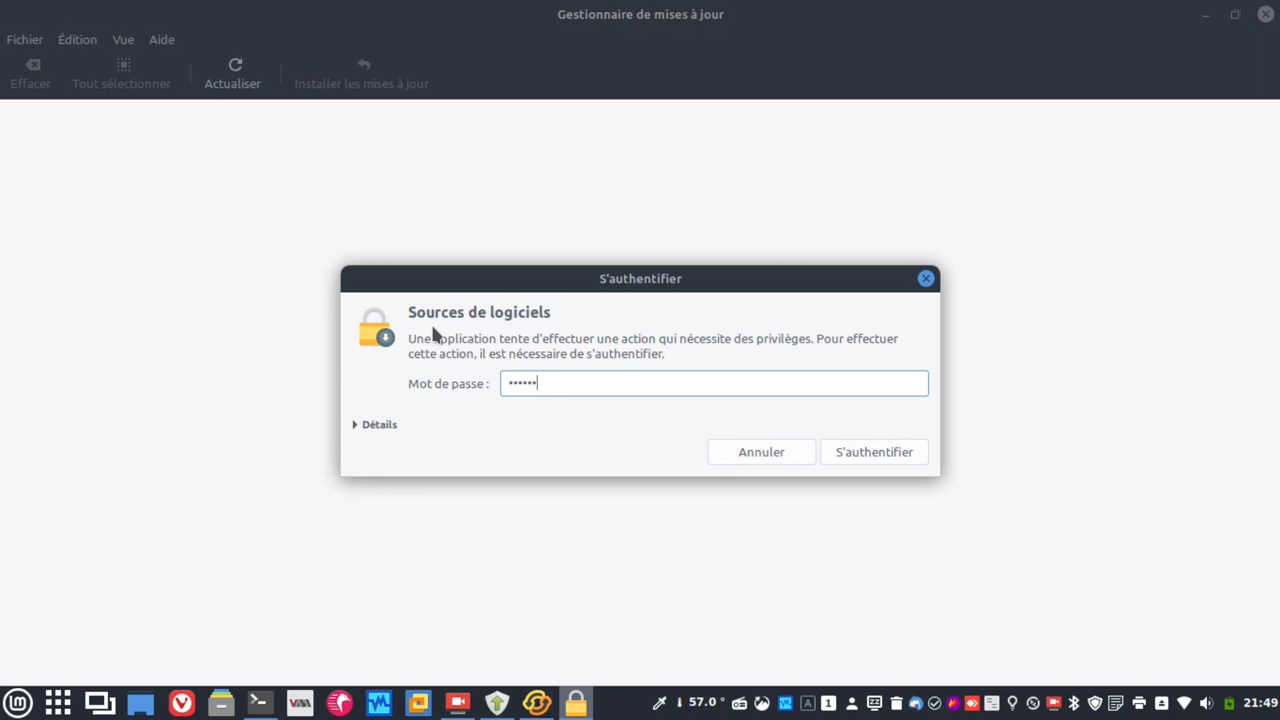 Gestionnaire de mises à jour
Fichier Édition Vue Aide
Effacer Tout sélectionner Actualiser Installer les mises à jour
S'authentifier
Sources de logiciels
Une application tente d'effectuer une action qui nécessite des privilèges. Pour effectuer
cette action, il est nécessaire de s'authentifier.
Mot de passe : ••••••
Détails
Annuler S'authentifier
57.0 ° A 1 21:49